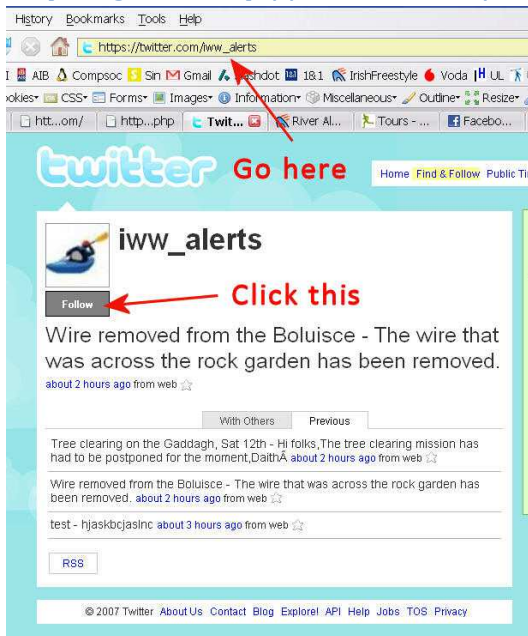 History Bookmarks Tools Help
https://twitter.com/iww_alerts
AIB Compsoc Sin Gmail 18:1 IrishFreestyle Voda UL
CSS Forms Images Information Miscellaneous Outline Resize
htt...om/ http...php Twit... River Al... Tours - ... Facebo...
twitter
Go here
Home Find & Follow Public
iww_alerts
Follow
Click this
Wire removed from the Boluisce - The wire that
was across the rock garden has been removed.
about 2 hours ago from web
With Others Previous
Tree clearing on the Gaddagh, Sat 12th - Hi folks,The tree clearing mission has
had to be postponed for the moment,DaithÃ about 2 hours ago from web
Wire removed from the Boluisce - The wire that was across the rock garden has
been removed. about 2 hours ago from web
test - hjaskbcjaslnc about 3 hours ago from web
RSS
© 2007 Twitter About Us Contact Blog Explore! API Help Jobs TOS Privacy